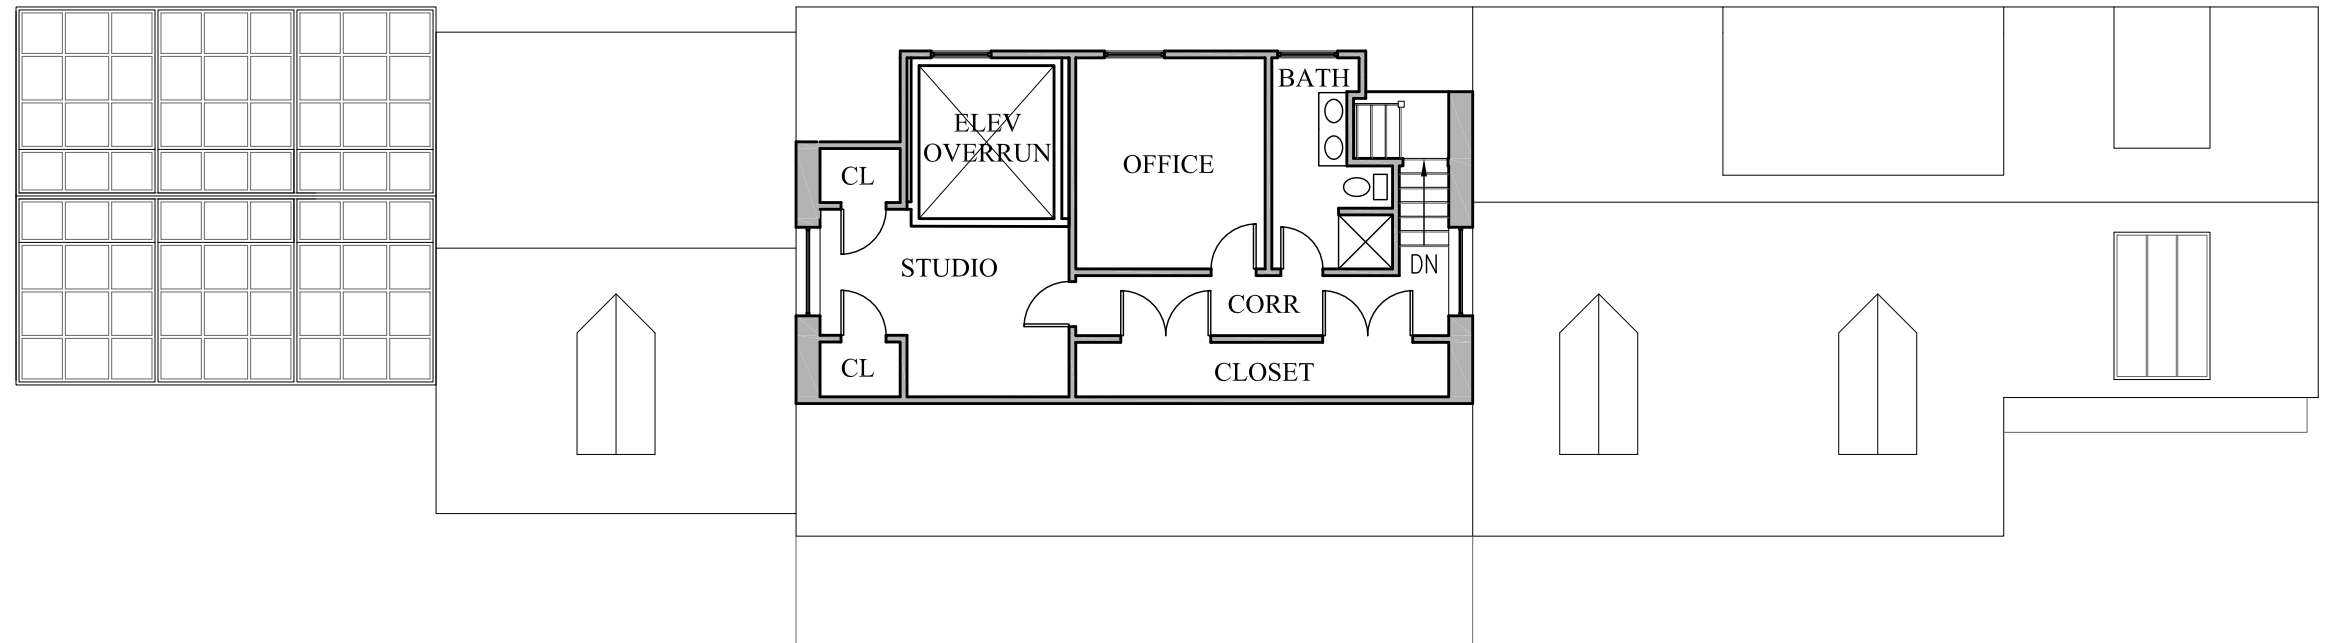 BATH
ELEV
OVERRUN
OFFICE
CL
STUDIO
DN
CORR
CL
CLOSET